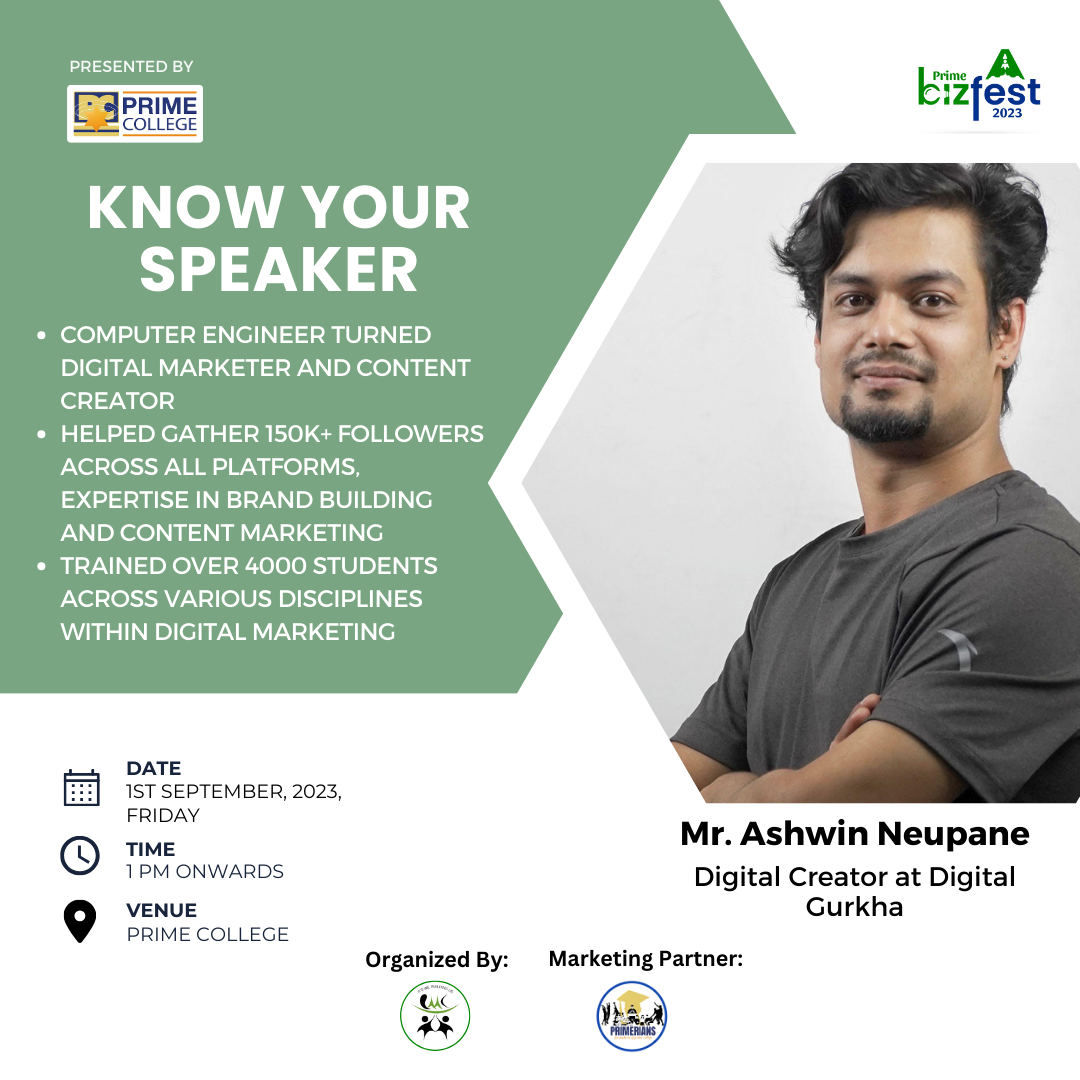 PRESENTED BY
PRIME
COLLEGE
Prime
bizfest
2023
KNOW YOUR
SPEAKER
• COMPUTER ENGINEER TURNED
DIGITAL MARKETER AND CONTENT
CREATOR
• HELPED GATHER 150K+ FOLLOWERS
ACROSS ALL PLATFORMS,
EXPERTISE IN BRAND BUILDING
AND CONTENT MARKETING
• TRAINED OVER 4000 STUDENTS
ACROSS VARIOUS DISCIPLINES
WITHIN DIGITAL MARKETING
DATE
1ST SEPTEMBER, 2023,
FRIDAY
TIME
1 PM ONWARDS
VENUE
PRIME COLLEGE
Mr. Ashwin Neupane
Digital Creator at Digital
Gurkha
Organized By:
Marketing Partner:
PRIMERIANS